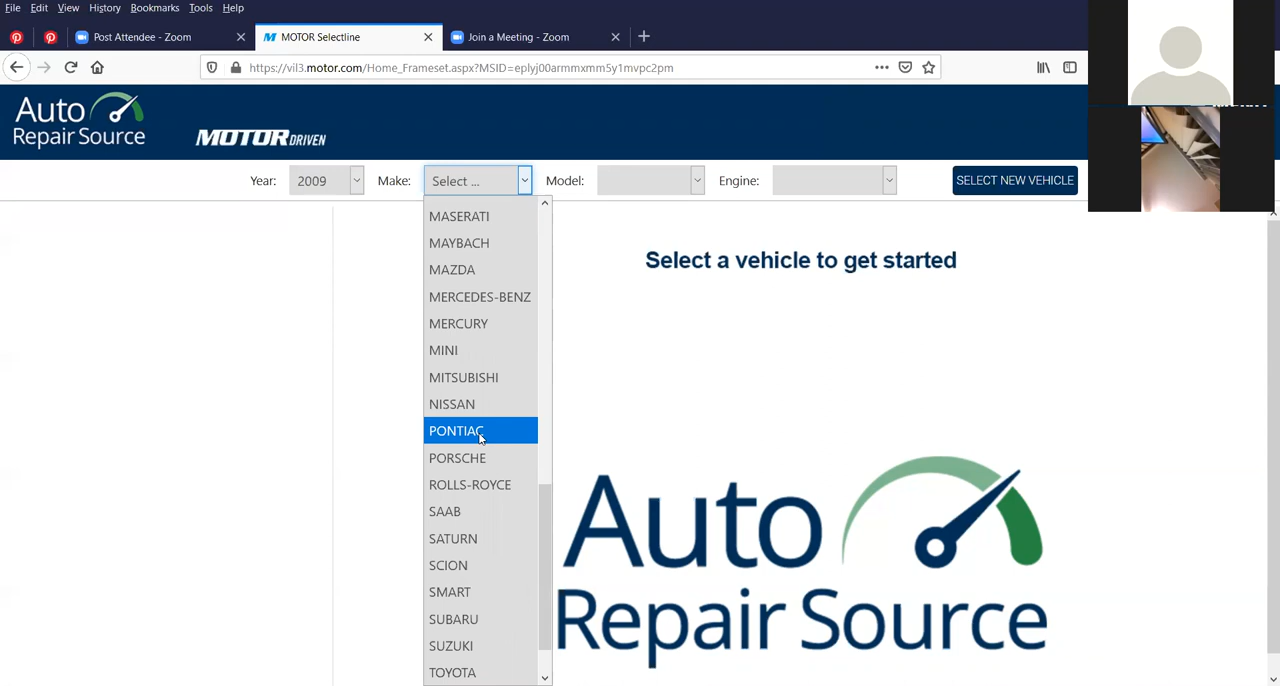 File Edit View History Bookmarks Tools Help
Post Attendee - Zoom
MOTOR Selectline
Join a Meeting - Zoom
https://vil3.motor.com/Home_Frameset.aspx?MSID=eplyj00armmxmm5y1mvpc2pm
Auto
Repair Source
MOTOR DRIVEN
Year: 2009 Make: Select ... Model: Engine: SELECT NEW VEHICLE
MASERATI
MAYBACH
MAZDA
MERCEDES-BENZ
MERCURY
MINI
MITSUBISHI
NISSAN
PONTIAC
PORSCHE
ROLLS-ROYCE
SAAB
SATURN
SCION
SMART
SUBARU
SUZUKI
TOYOTA
Select a vehicle to get started
Auto
Repair Source